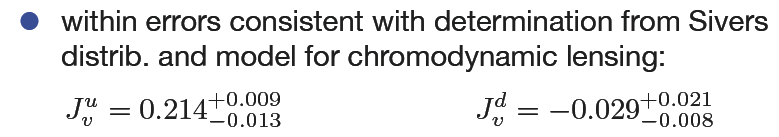 ● within errors consistent with determination from Sivers
distrib. and model for chromodynamic lensing:
$J_v^u = 0.214^{+0.009}_{-0.013}$ $J_v^d = -0.029^{+0.021}_{-0.008}$